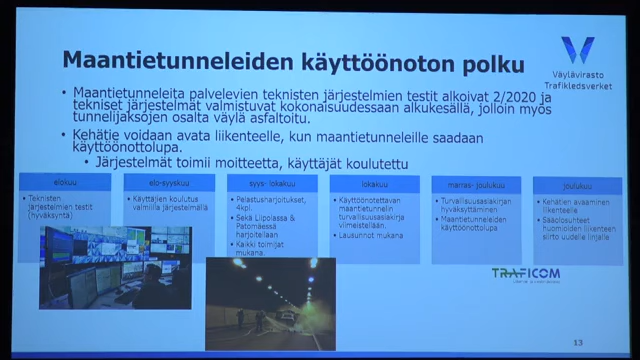 Maantietunneleiden käyttöönoton polku
Väylävirasto
Trafikledsverket
Maantietunneleita palvelevien teknisten järjestelmien testit alkoivat 2/2020 ja
tekniset järjestelmät valmistuvat kokonaisuudessaan alkukesällä, jolloin myös
tunnelijaksojen osalta väylä asfaltoitu.
Kehätie voidaan avata liikenteelle, kun maantietunneleille saadaan
käyttöönottolupa.
Järjestelmät toimii moitteetta, käyttäjät koulutettu
elokuu
Teknisten
järjestelmien testit
(hyväksyntä)
elo-syyskuu
Käyttäjien koulutus
valmiilla järjestelmällä
syys- lokakuu
Pelastusharjoitukset,
4kpl.
Sekä Liipolassa &
Patomäessä
harjoitellaan
Kaikki toimijat
mukana.
lokakuu
Käyttöönotettavan
maantietunnelin
turvallisuusasiakirja
viimeistellään.
Lausunnot mukana
marras- joulukuu
Turvallisuusasiakirjan
hyväksyttäminen
Maantietunneleiden
käyttöönottolupa
joulukuu
Kehätien avaaminen
liikenteelle
Sääolosuhteet
huomioiden liikenteen
siirto uudelle linjalle
TRAFICOM
13